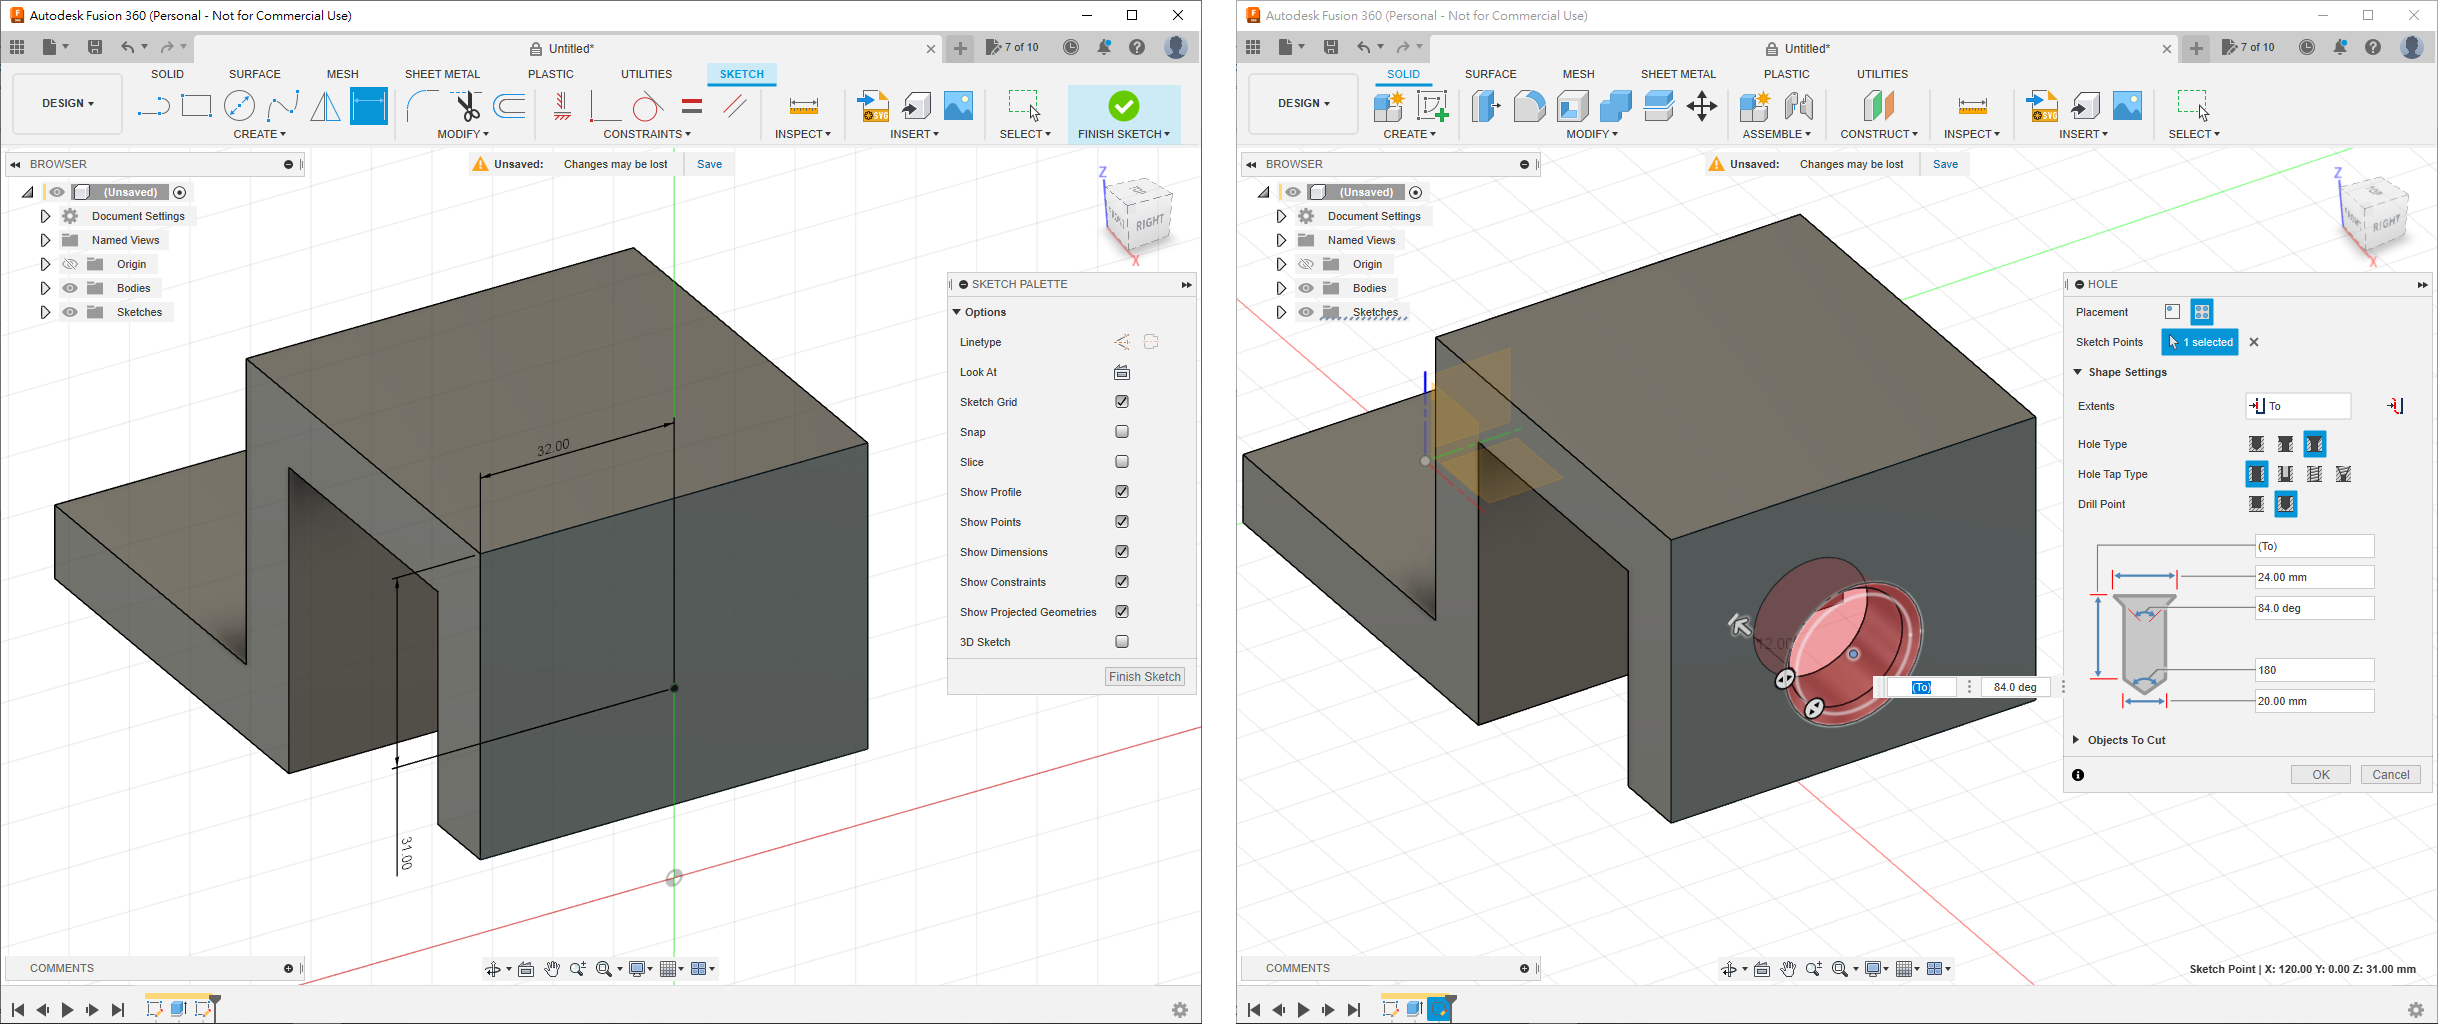 Autodesk Fusion 360 (Personal - Not for Commercial Use)
Untitled*
7 of 10
SOLID
SURFACE
MESH
SHEET METAL
PLASTIC
UTILITIES
SKETCH
DESIGN
CREATE
MODIFY
CONSTRAINTS
INSPECT
INSERT
SELECT
FINISH SKETCH
SVG
BROWSER
Unsaved:
Changes may be lost
Save
(Unsaved)
Document Settings
Named Views
Origin
Bodies
Sketches
Z
TOP
FRONT
RIGHT
X
32.00
31.00
SKETCH PALETTE
Options
Linetype
Look At
Sketch Grid
Snap
Slice
Show Profile
Show Points
Show Dimensions
Show Constraints
Show Projected Geometries
3D Sketch
Finish Sketch
COMMENTS
Autodesk Fusion 360 (Personal - Not for Commercial Use)
Untitled*
7 of 10
SOLID
SURFACE
MESH
SHEET METAL
PLASTIC
UTILITIES
DESIGN
CREATE
MODIFY
ASSEMBLE
CONSTRUCT
INSPECT
INSERT
SELECT
SVG
BROWSER
Unsaved:
Changes may be lost
Save
(Unsaved)
Document Settings
Named Views
Origin
Bodies
Sketches
Z
TOP
FRONT
RIGHT
X
12.00
(To)
84.0 deg
HOLE
Placement
Sketch Points
1 selected
Shape Settings
Extents
To
Hole Type
Hole Tap Type
Drill Point
(To)
24.00 mm
84.0 deg
180
20.00 mm
Objects To Cut
OK
Cancel
COMMENTS
Sketch Point | X: 120.00 Y: 0.00 Z: 31.00 mm